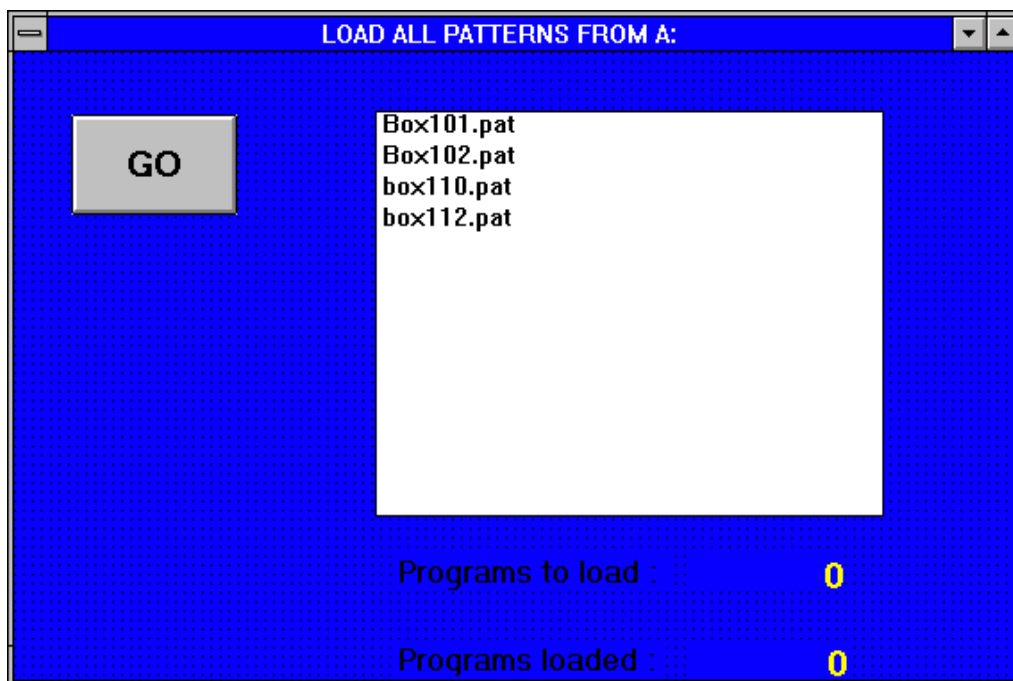 LOAD ALL PATTERNS FROM A:
GO
Box101.pat
Box102.pat
box110.pat
box112.pat
Programs to load : 0
Programs loaded : 0